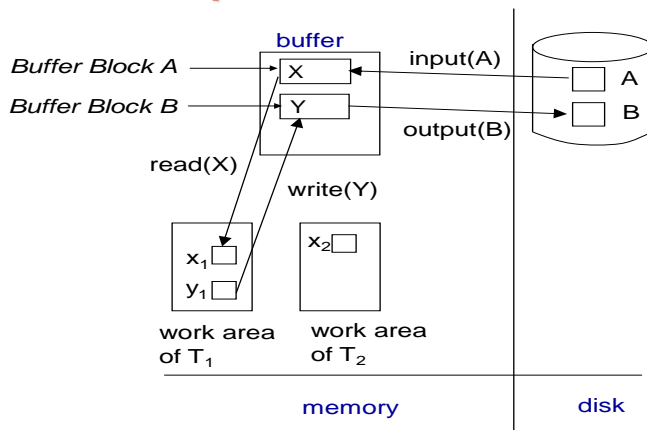 buffer
input(A)
Buffer Block A
X
A
Buffer Block B
Y
B
output(B)
read(X)
write(Y)
x₁
x₂
y₁
work area
of T₁
work area
of T₂
memory
disk